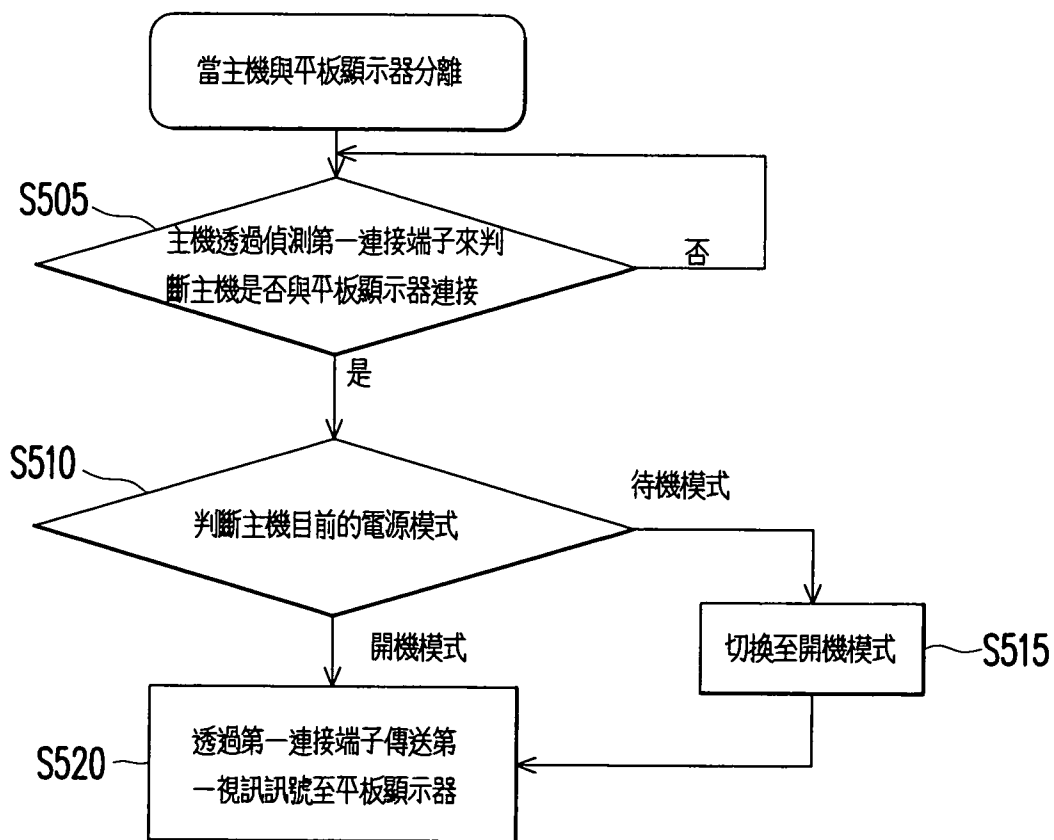 當主機與平板顯示器分離
S505
主機透過偵測第一連接端子來判
斷主機是否與平板顯示器連接
否
是
S510
待機模式
判斷主機目前的電源模式
開機模式
切換至開機模式
S515
S520
透過第一連接端子傳送第
一視訊訊號至平板顯示器